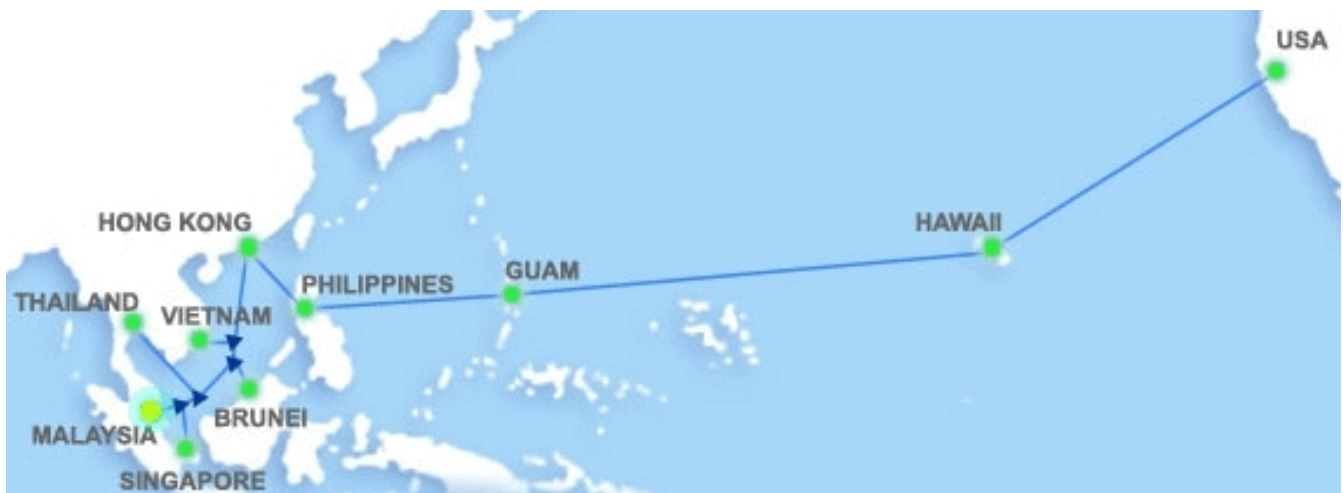 USA
HONG KONG
HAWAII
PHILIPPINES
GUAM
THAILAND
VIETNAM
BRUNEI
MALAYSIA
SINGAPORE